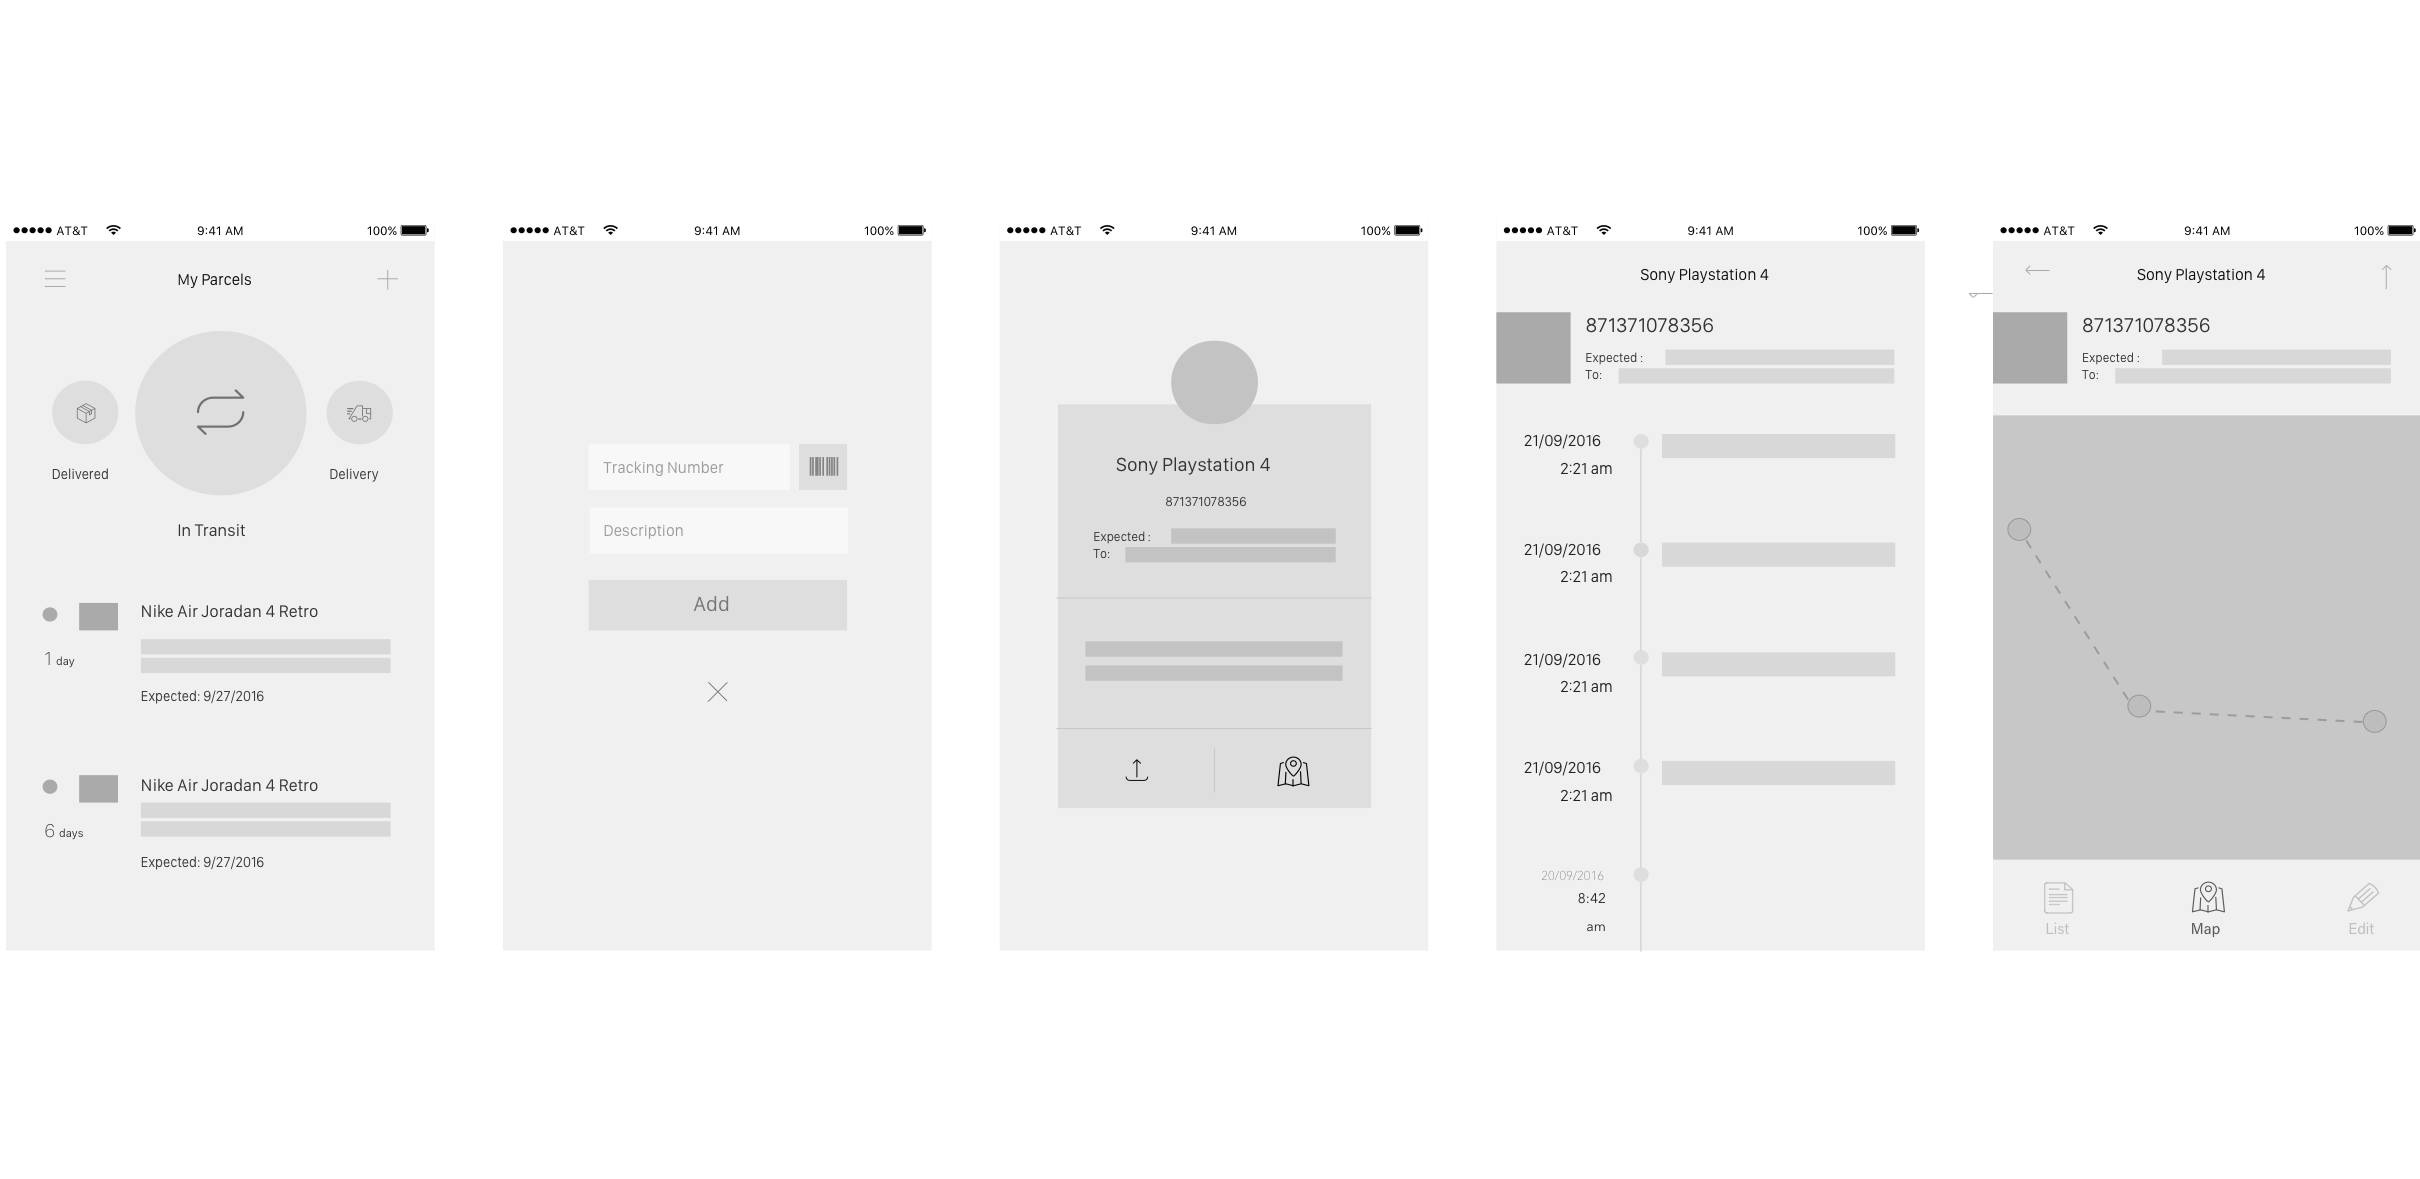 AT&T 9:41 AM 100%
My Parcels
Delivered
Delivery
In Transit
Nike Air Joradan 4 Retro
1 day
Expected: 9/27/2016
Nike Air Joradan 4 Retro
6 days
Expected: 9/27/2016
AT&T 9:41 AM 100%
Tracking Number
Description
Add
AT&T 9:41 AM 100%
Sony Playstation 4
871371078356
Expected :
To:
AT&T 9:41 AM 100%
Sony Playstation 4
871371078356
Expected :
To:
21/09/2016
2:21 am
21/09/2016
2:21 am
21/09/2016
2:21 am
21/09/2016
2:21 am
20/09/2016
8:42
am
AT&T 9:41 AM 100%
Sony Playstation 4
871371078356
Expected :
To:
List
Map
Edit